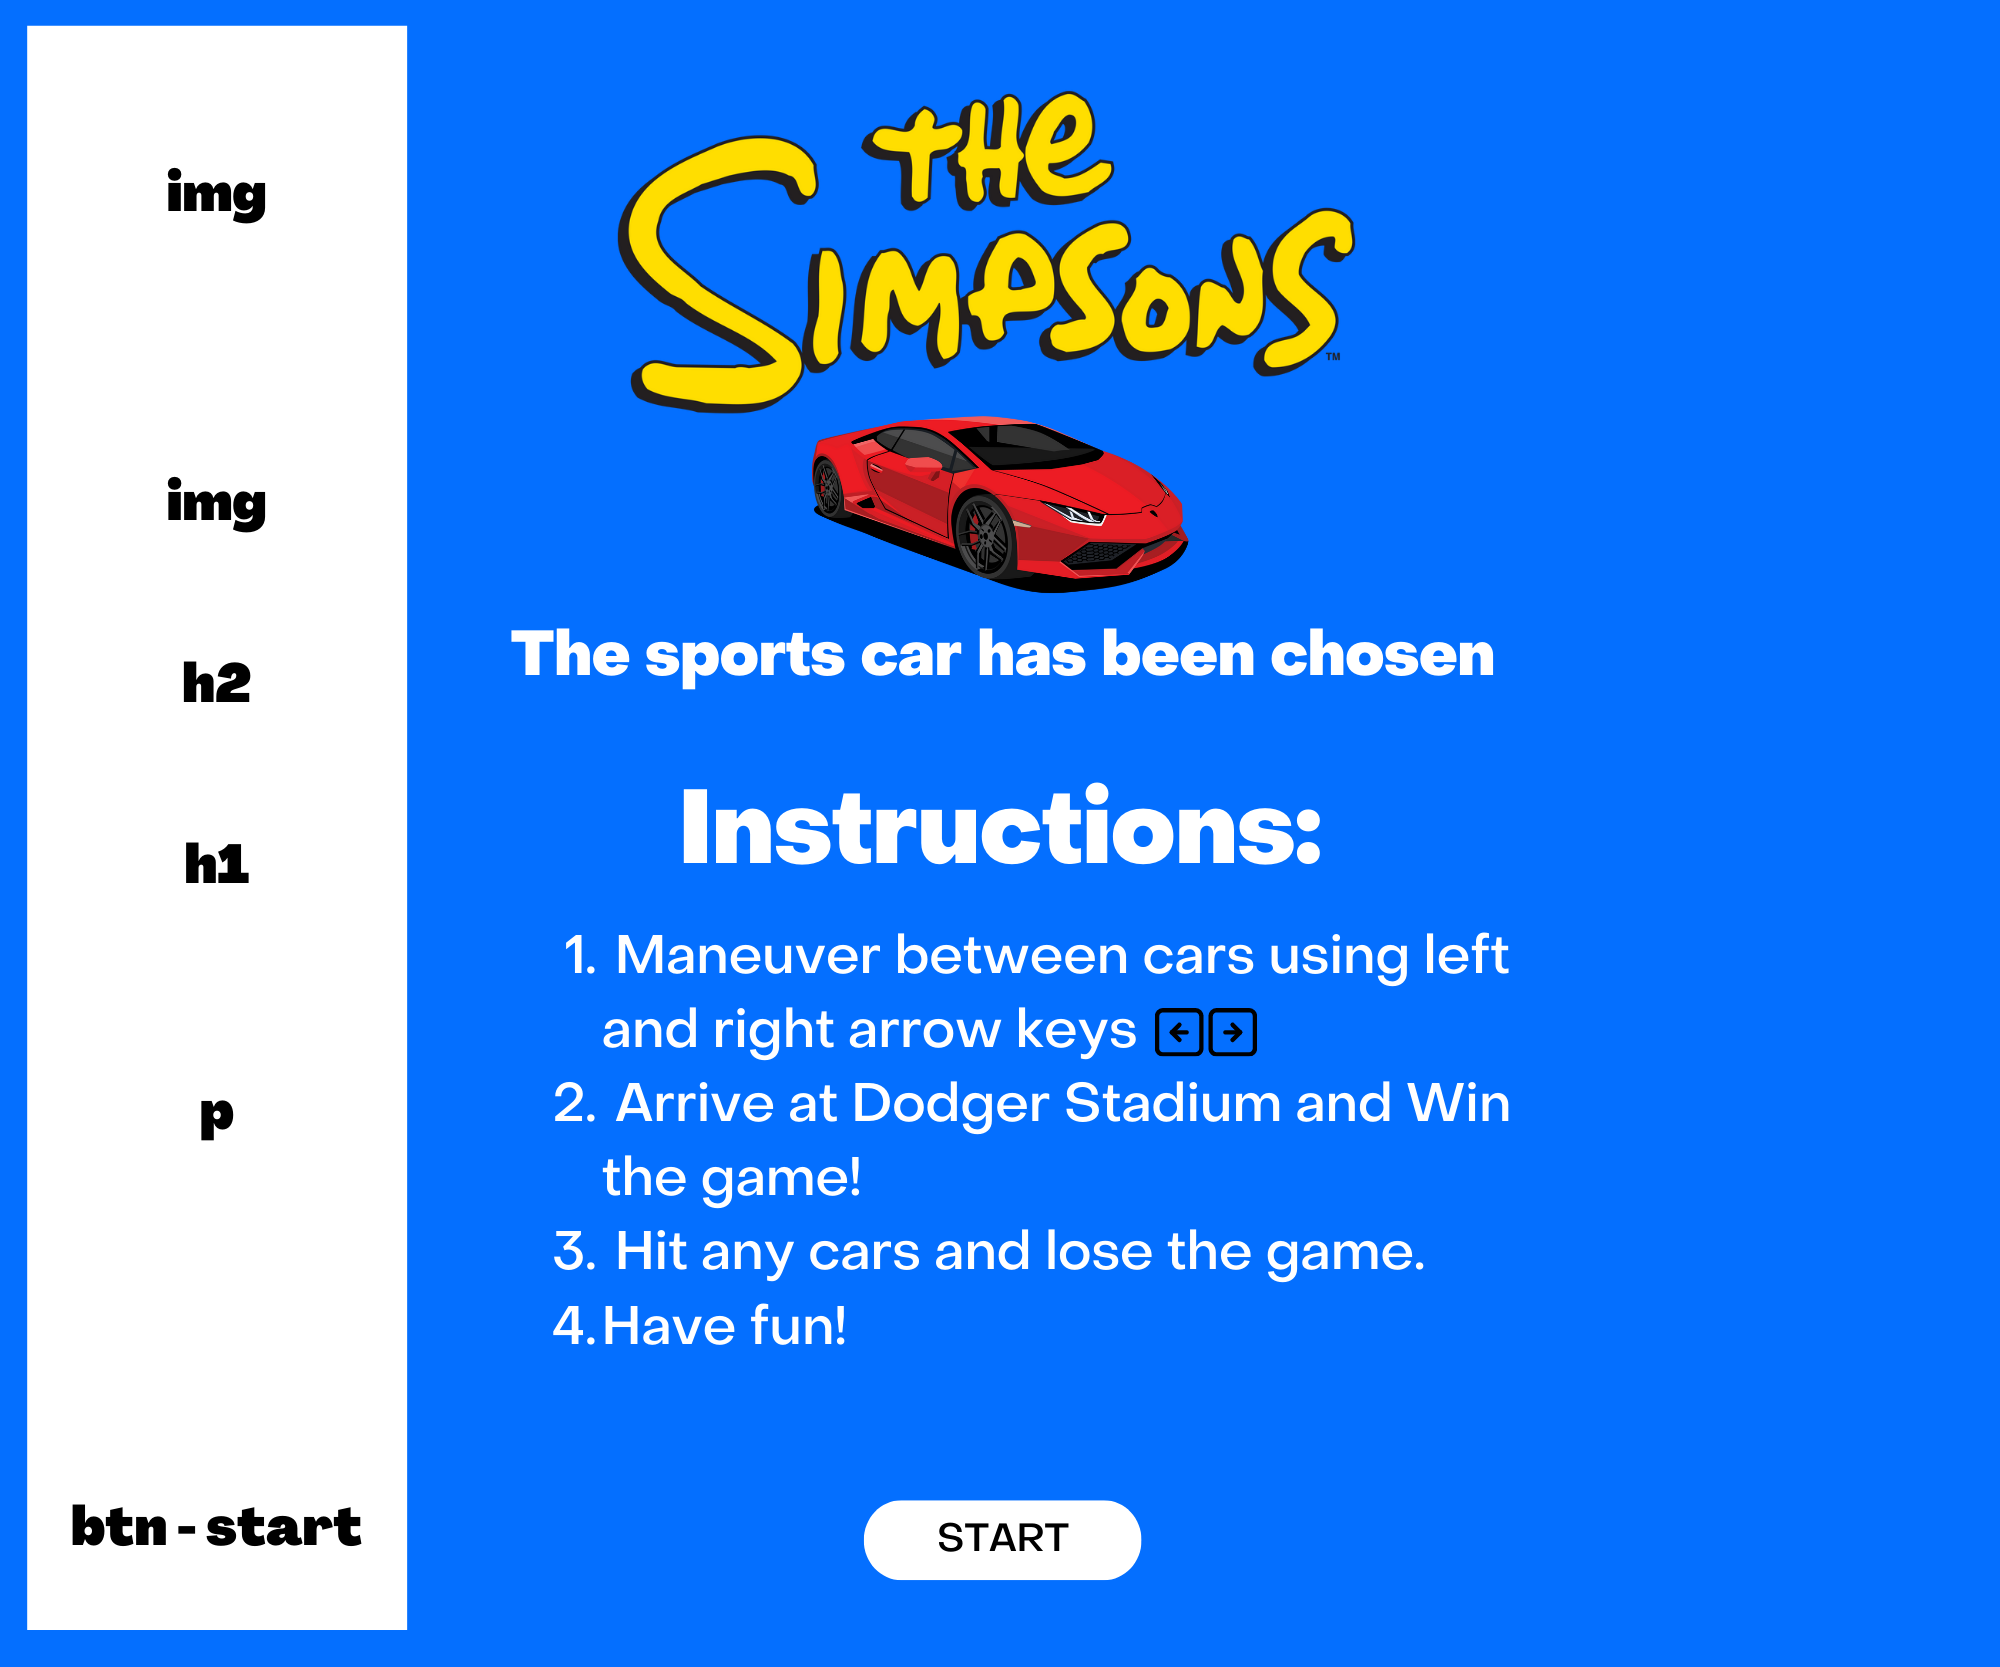 img
img
h2
h1
p
btn - start
THE
SIMPSONS
TM
The sports car has been chosen
Instructions:
1. Maneuver between cars using left
and right arrow keys
2. Arrive at Dodger Stadium and Win
the game!
3. Hit any cars and lose the game.
4. Have fun!
START